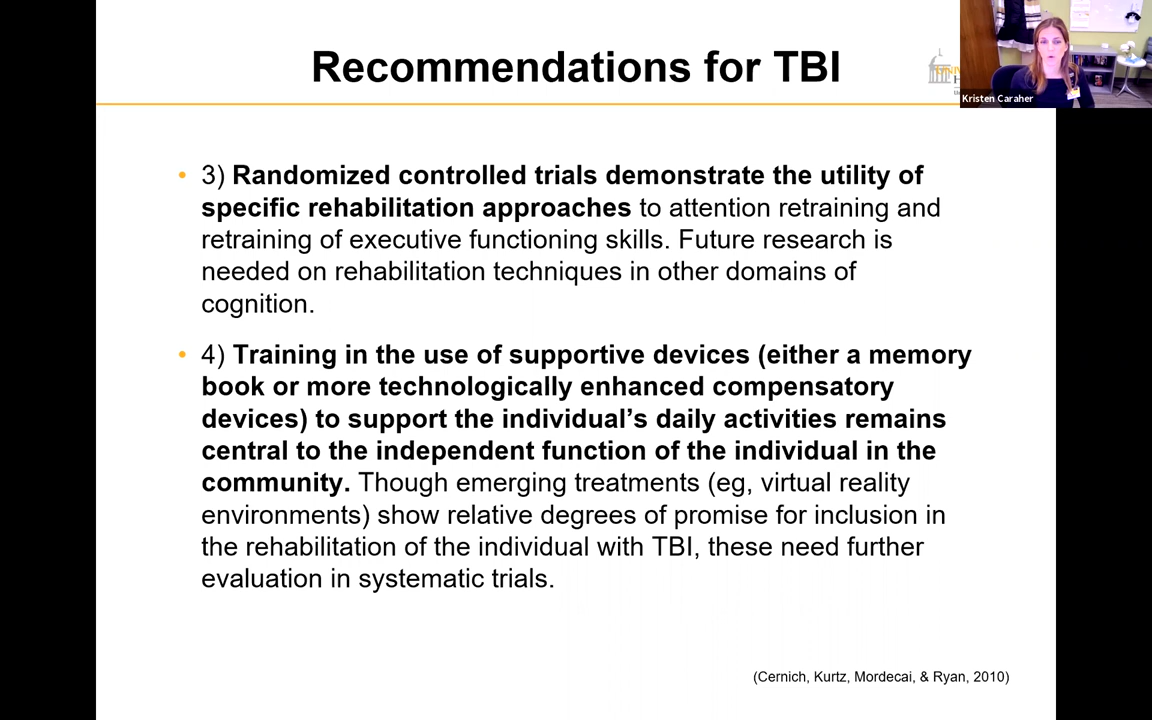 Recommendations for TBI
Kristen Caraher
• 3) Randomized controlled trials demonstrate the utility of
specific rehabilitation approaches to attention retraining and
retraining of executive functioning skills. Future research is
needed on rehabilitation techniques in other domains of
cognition.
• 4) Training in the use of supportive devices (either a memory
book or more technologically enhanced compensatory
devices) to support the individual’s daily activities remains
central to the independent function of the individual in the
community. Though emerging treatments (eg, virtual reality
environments) show relative degrees of promise for inclusion in
the rehabilitation of the individual with TBI, these need further
evaluation in systematic trials.
(Cernich, Kurtz, Mordecai, & Ryan, 2010)